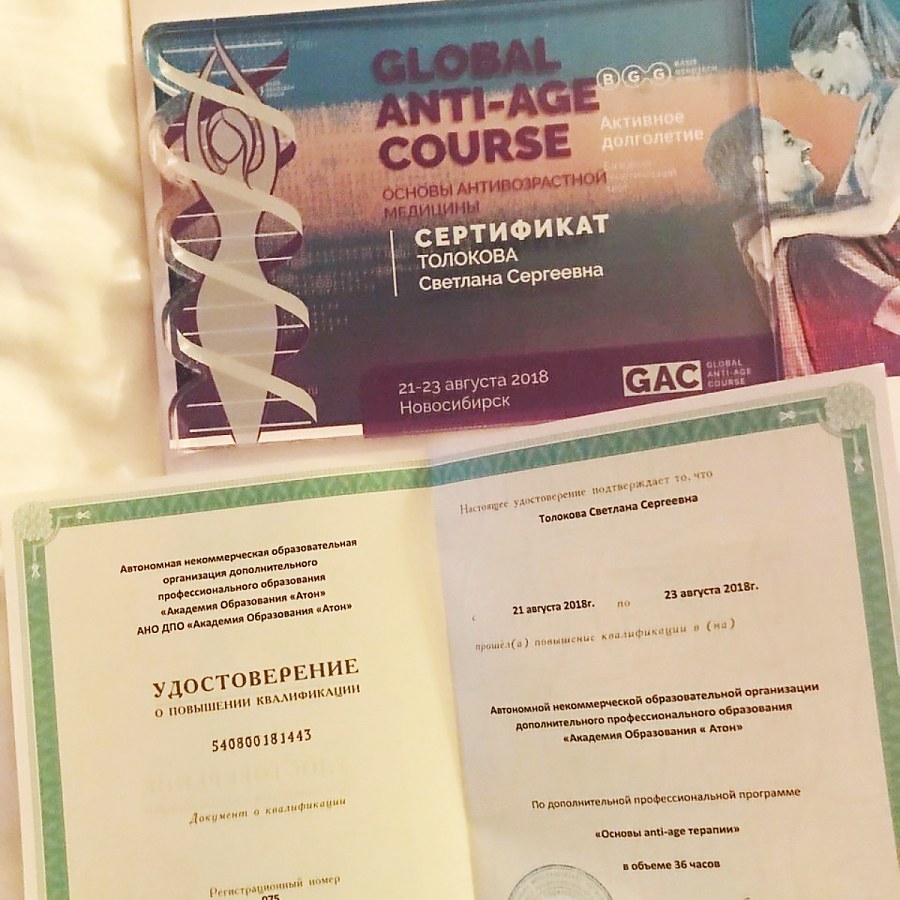 GLOBAL
ANTI-AGE
COURSE
BGG
Активное
долголетие
ОСНОВЫ АНТИВОЗРАСТНОЙ
МЕДИЦИНЫ
СЕРТИФИКАТ
ТОЛОКОВА
Светлана Сергеевна
21-23 августа 2018
Новосибирск
GAC
GLOBAL
ANTI-AGE
COURSE
Автономная некоммерческая образовательная
организация дополнительного
профессионального образования
«Академия Образования «Атон»
АНО ДПО «Академия Образования «Атон»
УДОСТОВЕРЕНИЕ
О ПОВЫШЕНИИ КВАЛИФИКАЦИИ
540800181443
Документ о квалификации
Регистрационный номер
075
Настоящее удостоверение подтверждает то, что
Толокова Светлана Сергеевна
с 21 августа 2018г. по 23 августа 2018г.
прошёл(а) повышение квалификации в (на)
Автономной некоммерческой образовательной организации
дополнительного профессионального образования
«Академия Образования « Атон»
По дополнительной профессиональной программе
«Основы anti-age терапии»
в объеме 36 часов